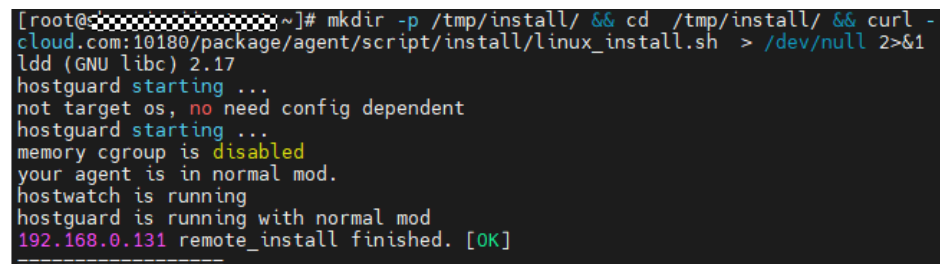 [root@ ~]# mkdir -p /tmp/install/ && cd  /tmp/install/ && curl -
cloud.com:10180/package/agent/script/install/linux_install.sh  > /dev/null 2>&1
ldd (GNU libc) 2.17
hostguard starting ...
not target os, no need config dependent
hostguard starting ...
memory cgroup is disabled
your agent is in normal mod.
hostwatch is running
hostguard is running with normal mod
192.168.0.131 remote_install finished. [OK]
------------------